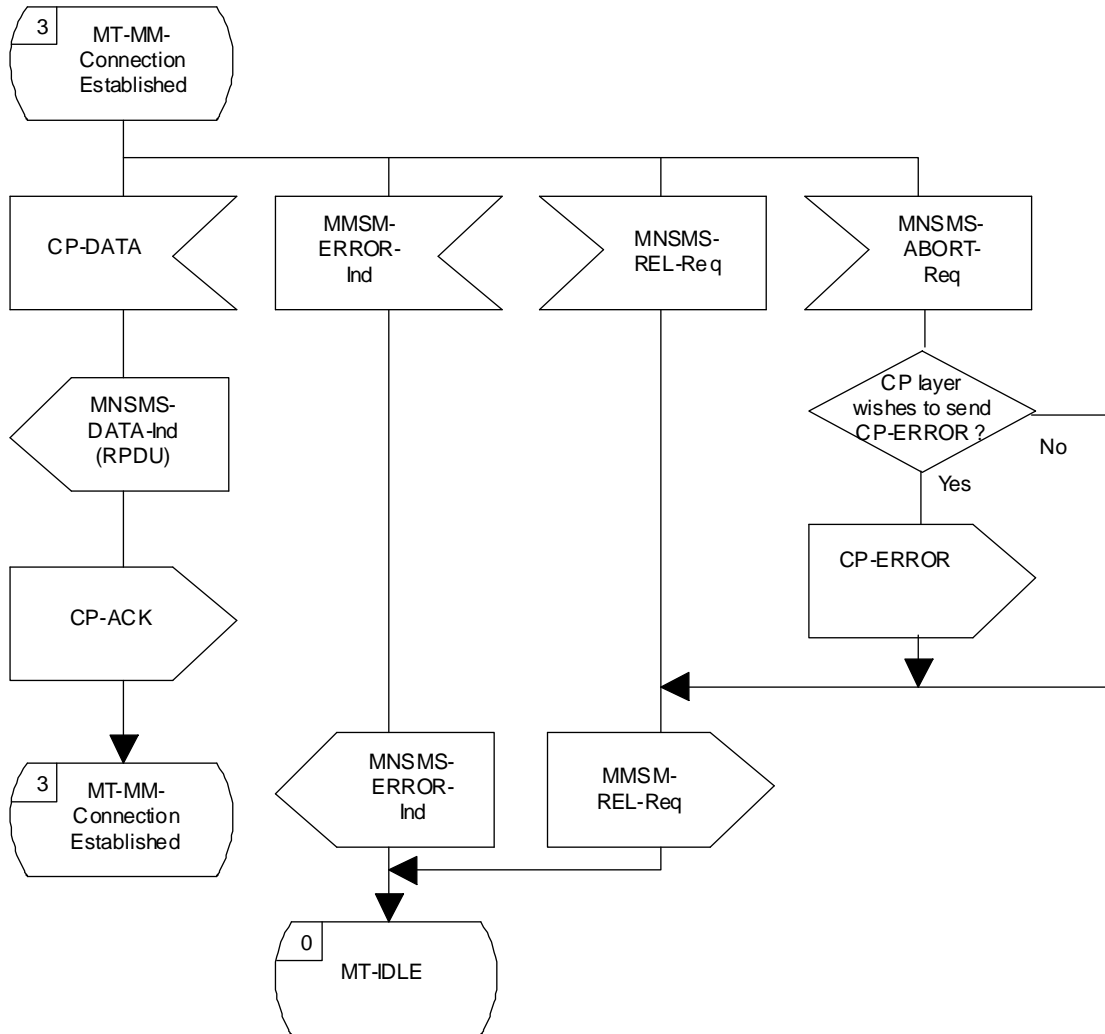 3
MT-MM-
Connection
Established
CP-DATA
MMSM-
ERROR-
Ind
MNSMS-
REL-Req
MNSMS-
ABORT-
Req
MNSMS-
DATA-Ind
(RPDU)
CP layer
wishes to send
CP-ERROR ?
No
Yes
CP-ERROR
CP-ACK
MNSMS-
ERROR-
Ind
MMSM-
REL-Req
3
MT-MM-
Connection
Established
0
MT-IDLE